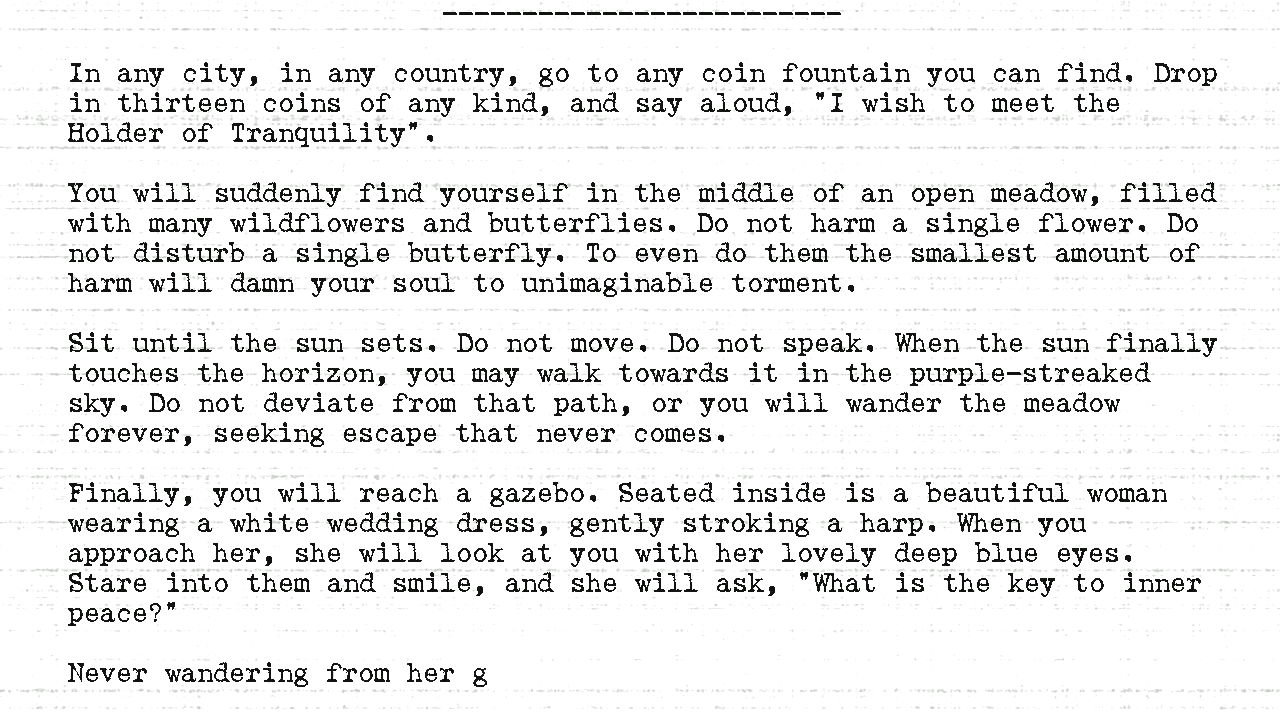 -------------------------
In any city, in any country, go to any coin fountain you can find. Drop
in thirteen coins of any kind, and say aloud, "I wish to meet the
Holder of Tranquility".
You will suddenly find yourself in the middle of an open meadow, filled
with many wildflowers and butterflies. Do not harm a single flower. Do
not disturb a single butterfly. To even do them the smallest amount of
harm will damn your soul to unimaginable torment.
Sit until the sun sets. Do not move. Do not speak. When the sun finally
touches the horizon, you may walk towards it in the purple-streaked
sky. Do not deviate from that path, or you will wander the meadow
forever, seeking escape that never comes.
Finally, you will reach a gazebo. Seated inside is a beautiful woman
wearing a white wedding dress, gently stroking a harp. When you
approach her, she will look at you with her lovely deep blue eyes.
Stare into them and smile, and she will ask, "What is the key to inner
peace?"
Never wandering from her g